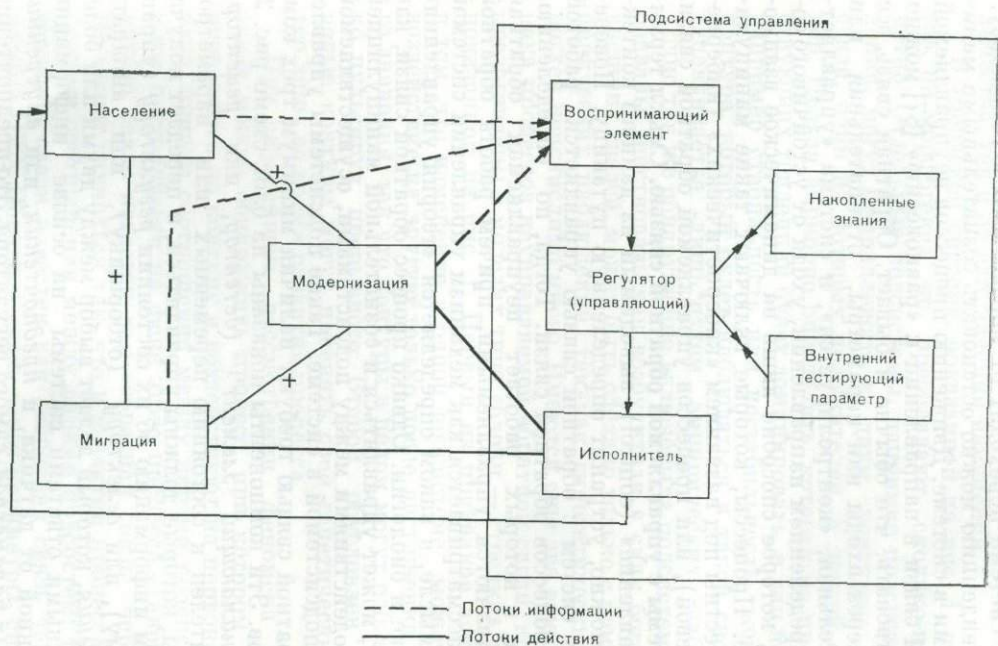 Подсистема управления
Население
Воспринимающий
элемент
+
Накопленные
знания
+
Модернизация
Регулятор
(управляющий)
Внутренний
тестирующий
параметр
+
Миграция
Исполнитель
Потоки информации
Потоки действия